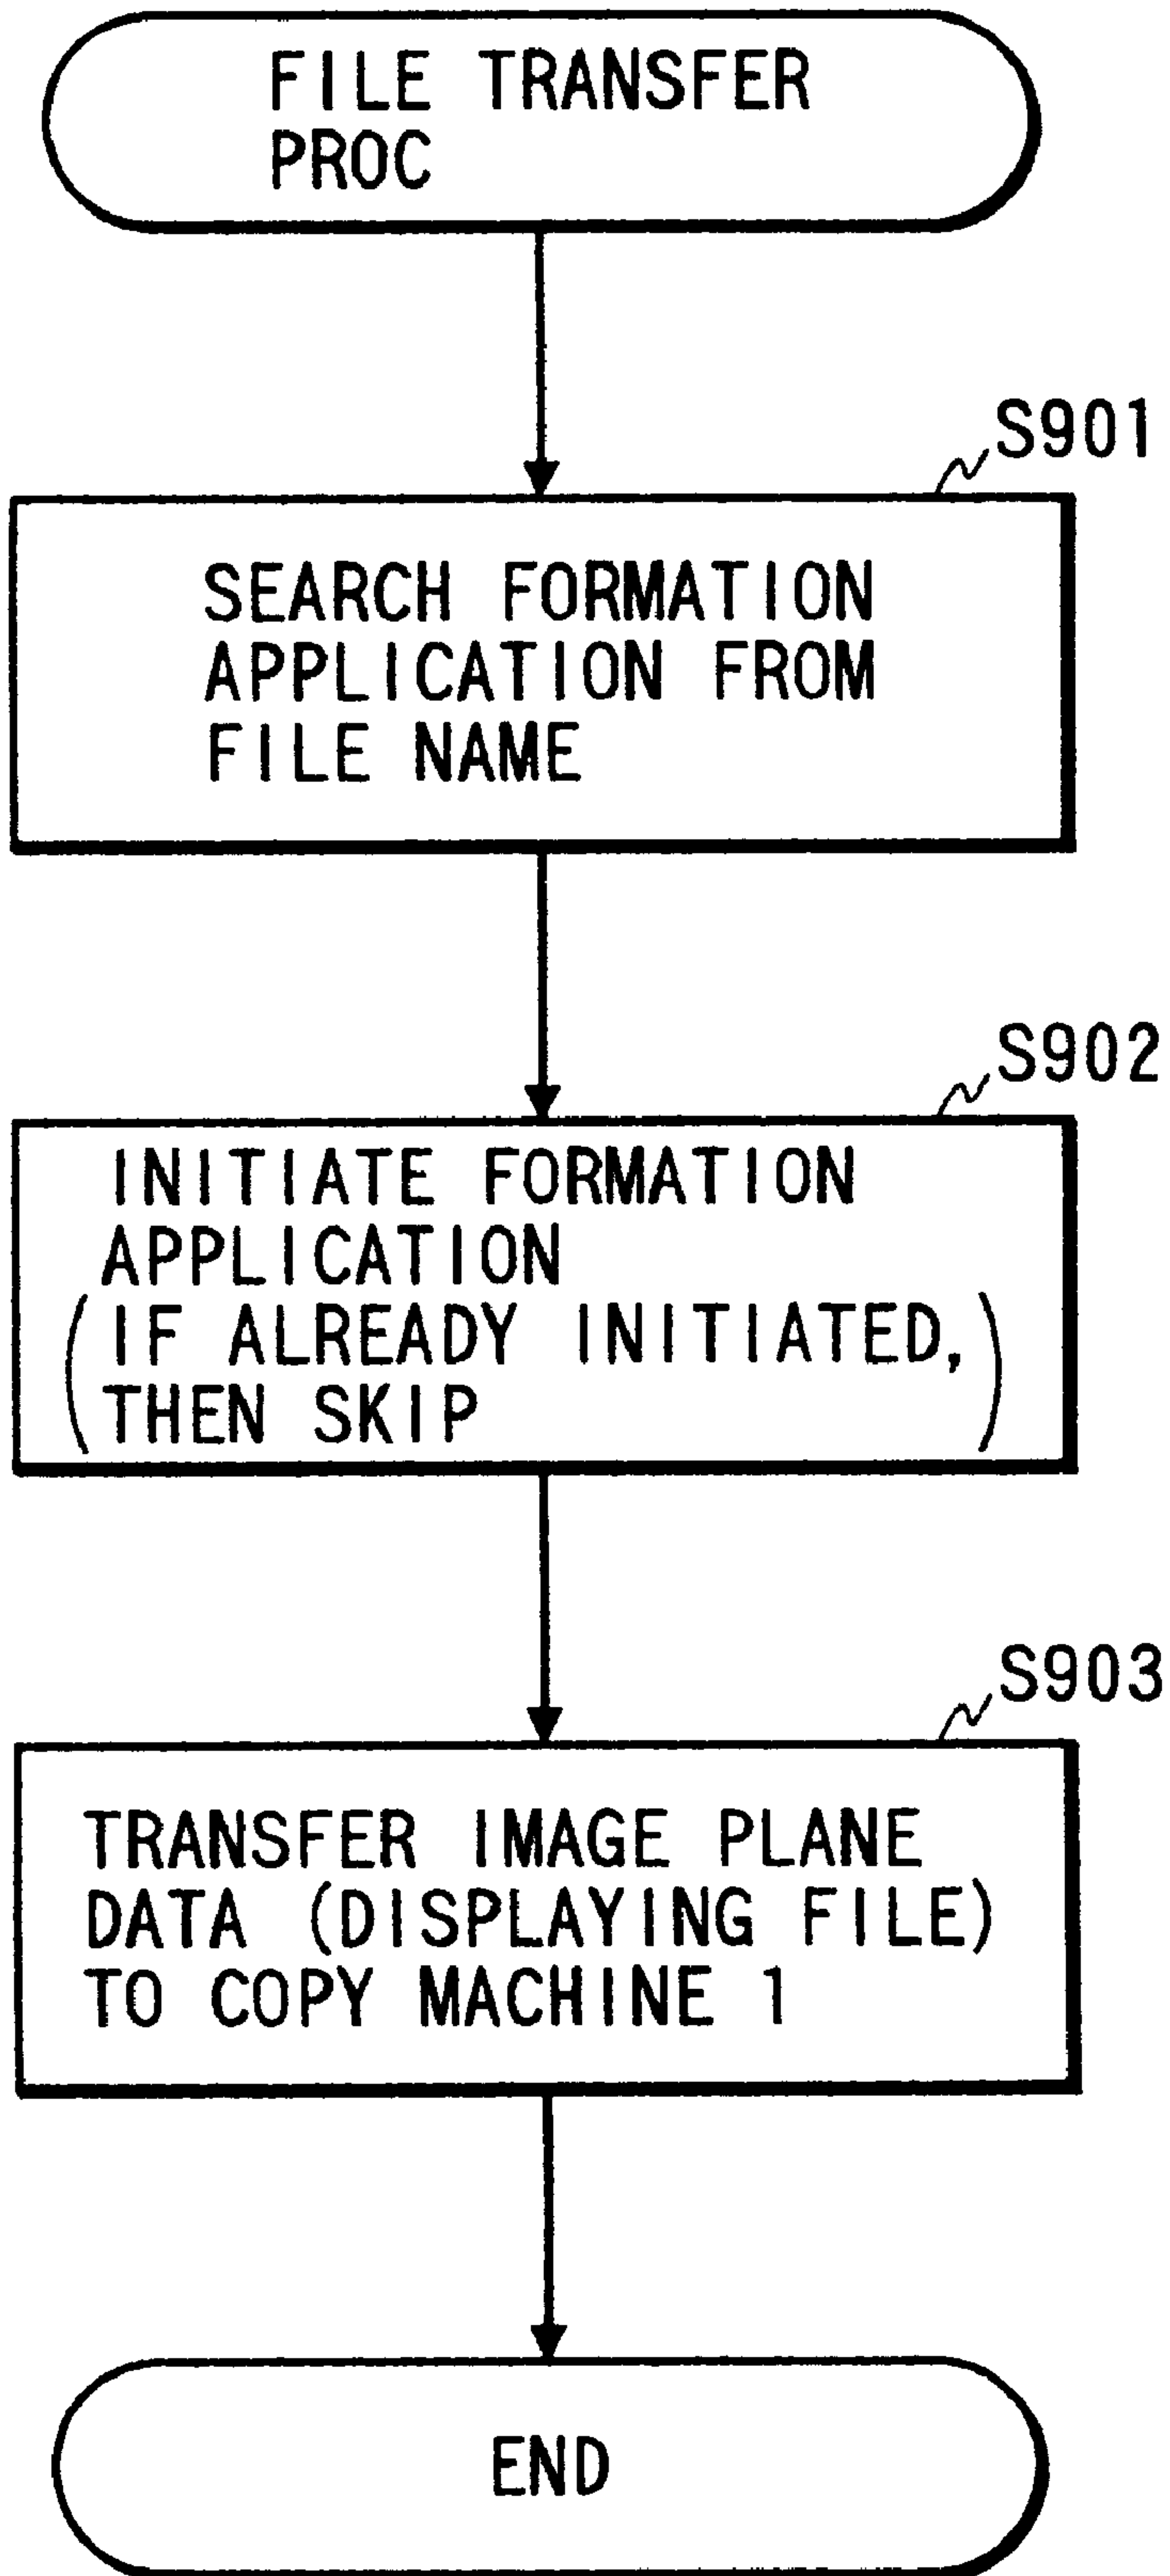 FILE TRANSFER
PROC
S901
SEARCH FORMATION
APPLICATION FROM
FILE NAME
S902
INITIATE FORMATION
APPLICATION
(IF ALREADY INITIATED,
THEN SKIP)
S903
TRANSFER IMAGE PLANE
DATA (DISPLAYING FILE)
TO COPY MACHINE 1
END